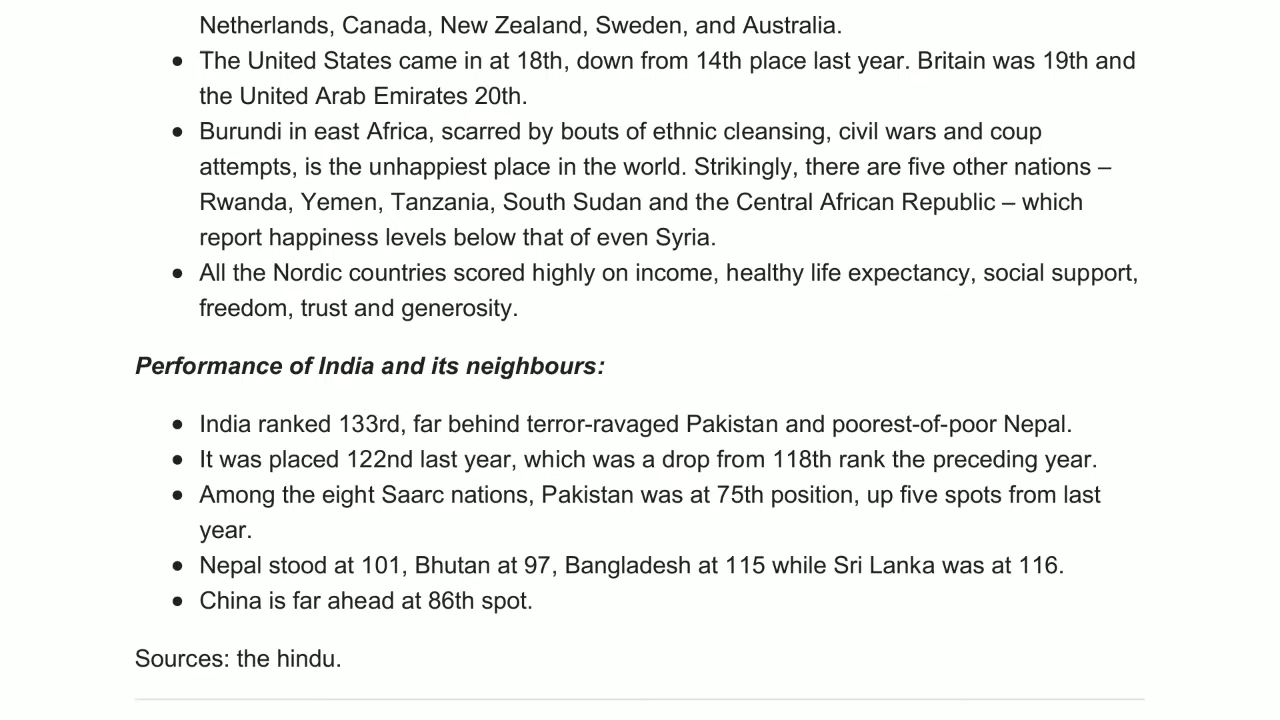 Netherlands, Canada, New Zealand, Sweden, and Australia.
● The United States came in at 18th, down from 14th place last year. Britain was 19th and
the United Arab Emirates 20th.
● Burundi in east Africa, scarred by bouts of ethnic cleansing, civil wars and coup
attempts, is the unhappiest place in the world. Strikingly, there are five other nations –
Rwanda, Yemen, Tanzania, South Sudan and the Central African Republic – which
report happiness levels below that of even Syria.
● All the Nordic countries scored highly on income, healthy life expectancy, social support,
freedom, trust and generosity.
Performance of India and its neighbours:
● India ranked 133rd, far behind terror-ravaged Pakistan and poorest-of-poor Nepal.
● It was placed 122nd last year, which was a drop from 118th rank the preceding year.
● Among the eight Saarc nations, Pakistan was at 75th position, up five spots from last
year.
● Nepal stood at 101, Bhutan at 97, Bangladesh at 115 while Sri Lanka was at 116.
● China is far ahead at 86th spot.
Sources: the hindu.